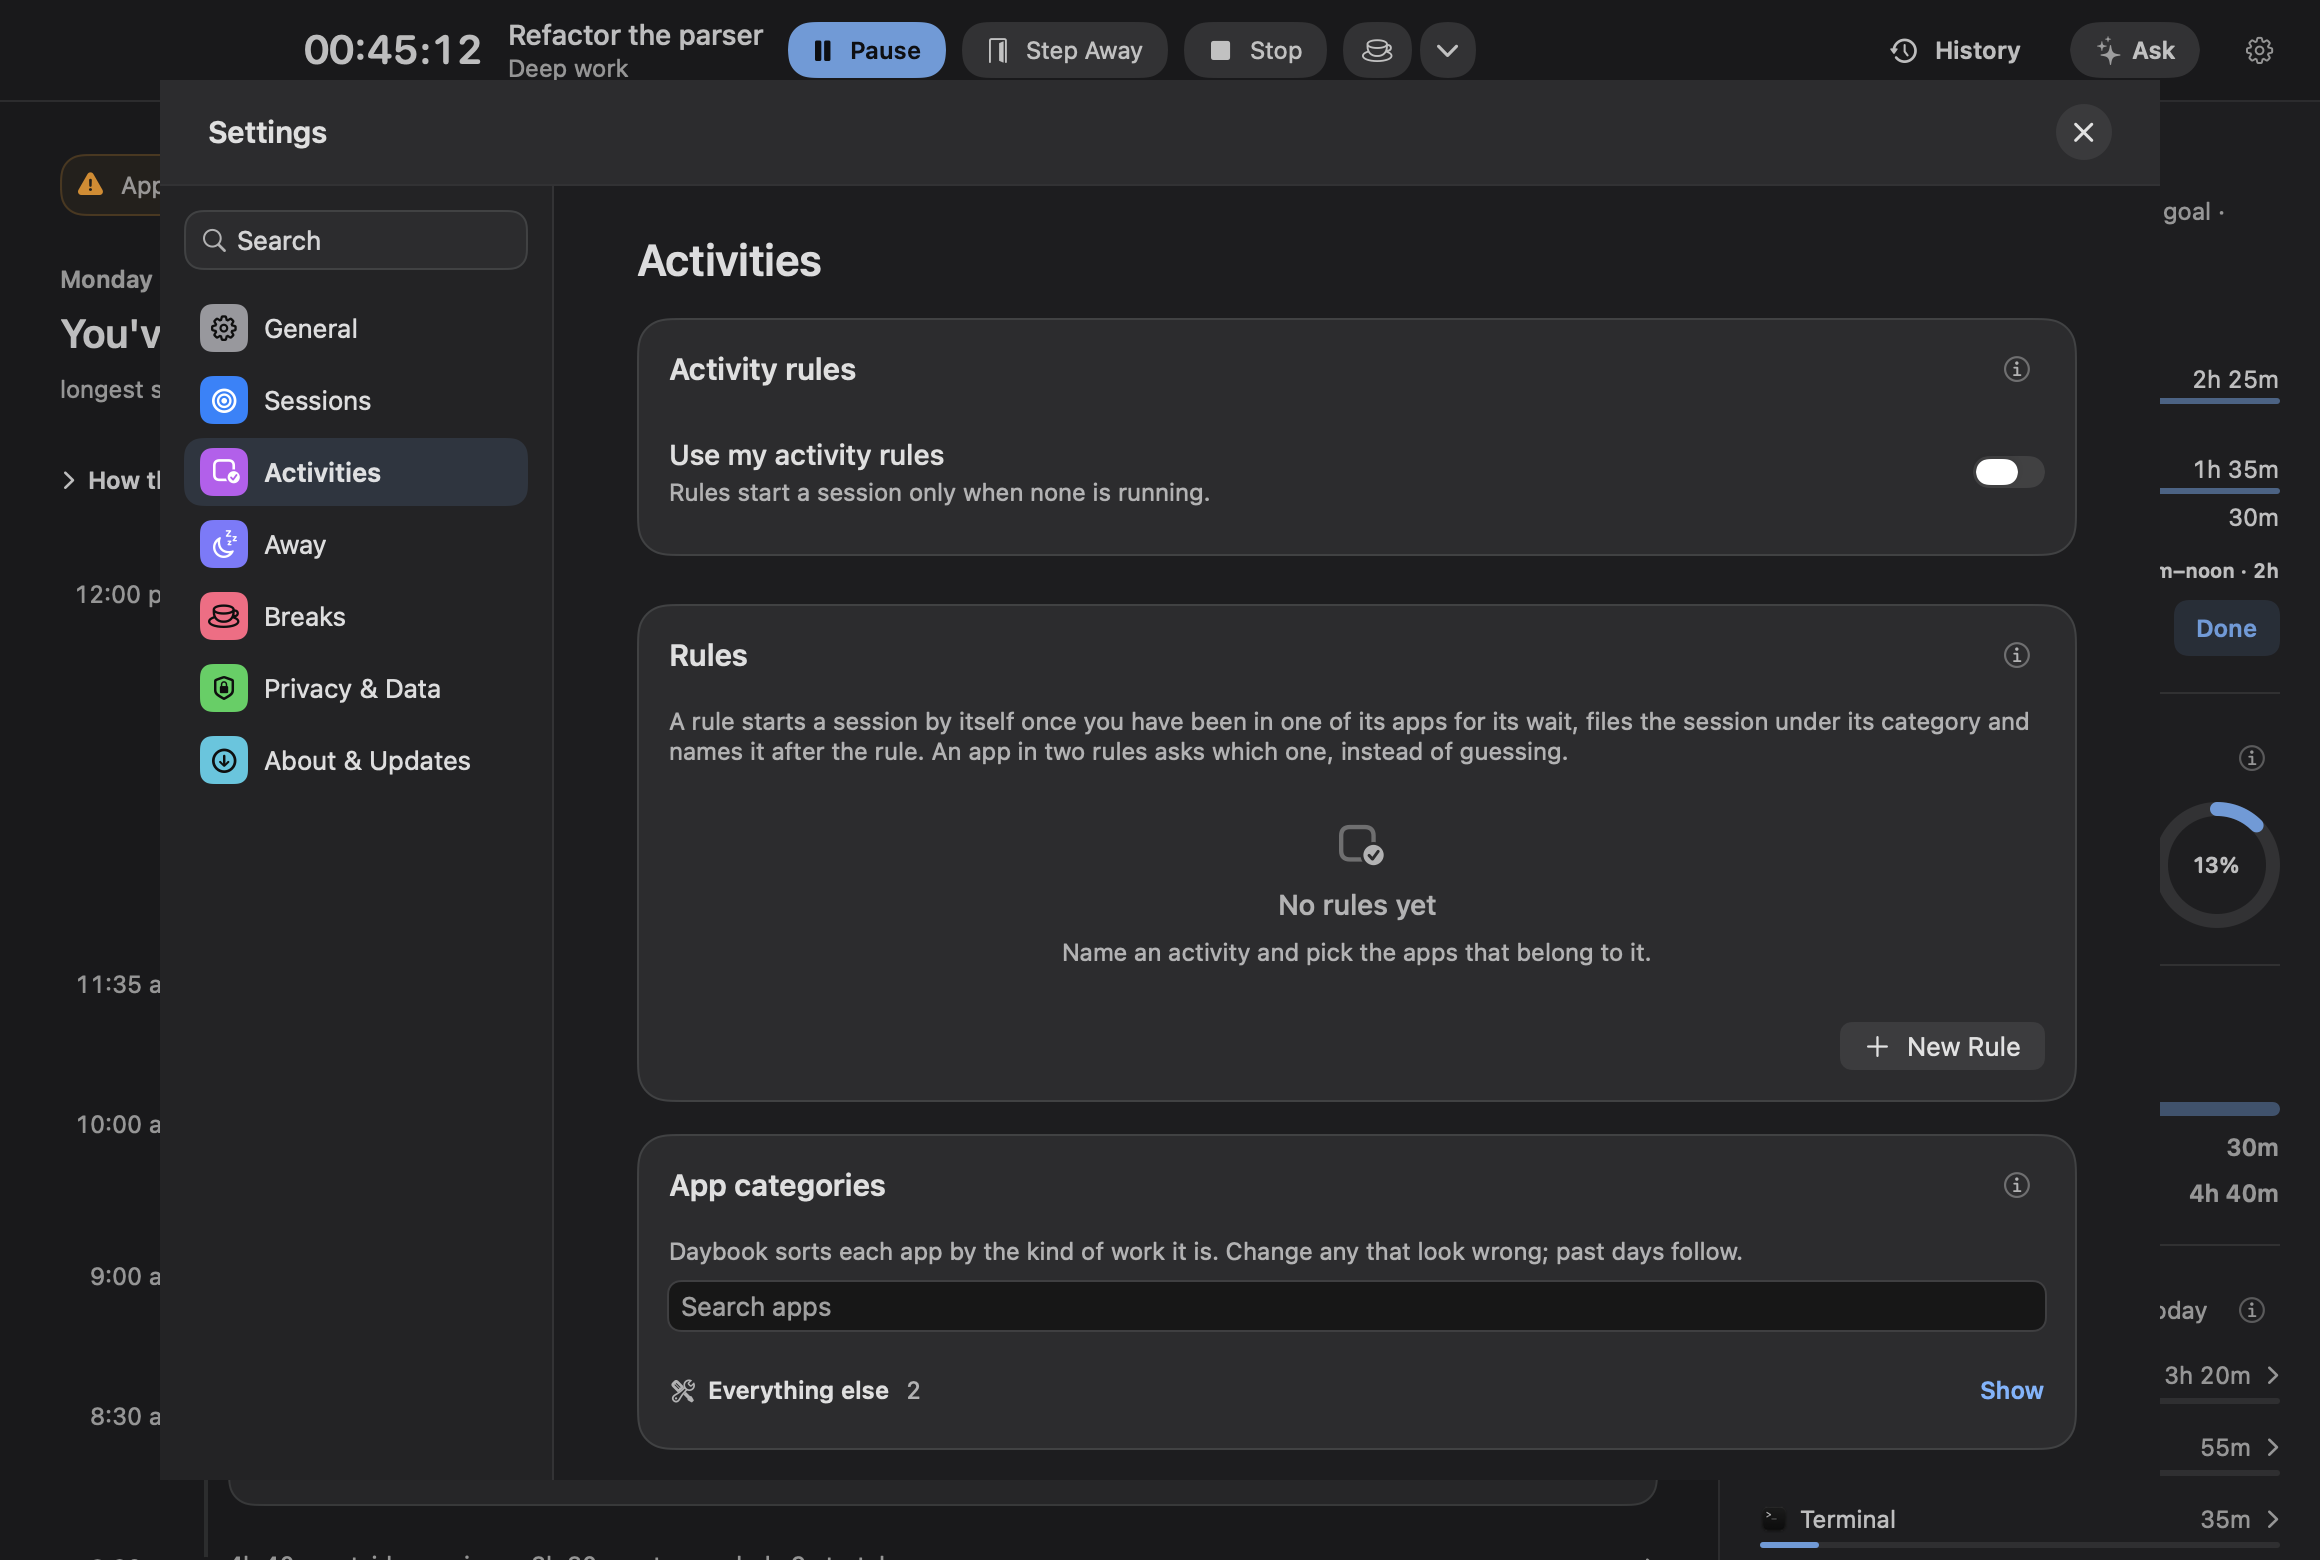 00:45:12
Refactor the parser
Deep work
Pause
Step Away
Stop
History
Ask
Settings
Search
General
Sessions
Activities
Away
Breaks
Privacy & Data
About & Updates
Activities
Activity rules
Use my activity rules
Rules start a session only when none is running.
Rules
A rule starts a session by itself once you have been in one of its apps for its wait, files the session under its category and
names it after the rule. An app in two rules asks which one, instead of guessing.
No rules yet
Name an activity and pick the apps that belong to it.
New Rule
App categories
Daybook sorts each app by the kind of work it is. Change any that look wrong; past days follow.
Search apps
Everything else 2
Show
App
Monday
You'v
longest s
How
12:00 p
11:35 a
10:00 a
9:00 a
8:30 a
goal ·
2h 25m
1h 35m
30m
m–noon · 2h
Done
13%
30m
4h 40m
oday
3h 20m
55m
Terminal
35m